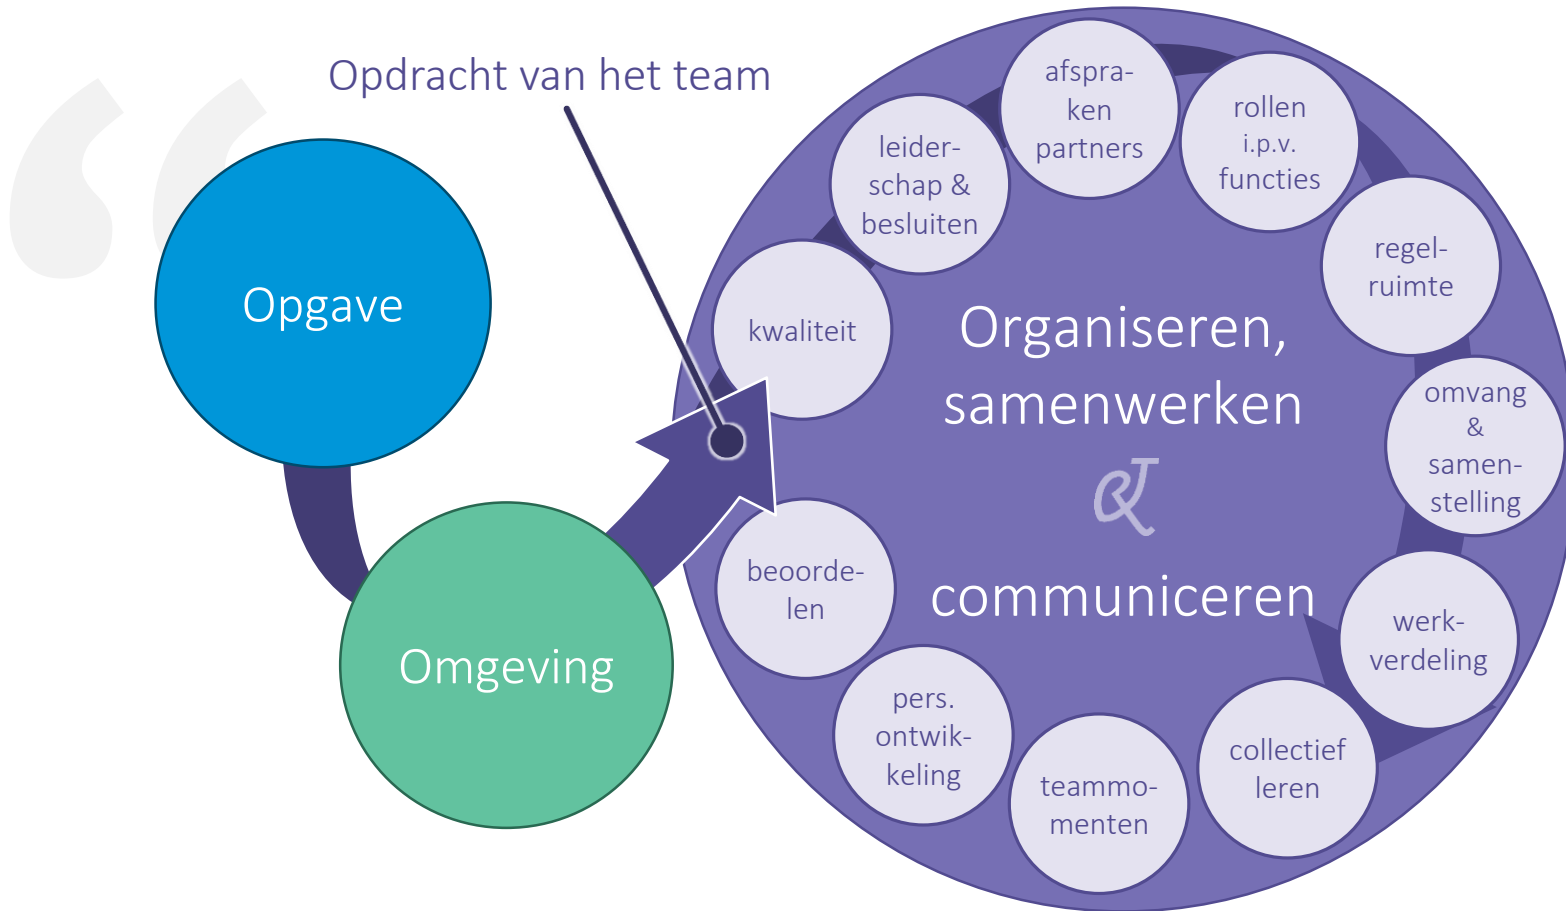 “
Opdracht van het team
Opgave
Omgeving
kwaliteit
leider-
schap &
besluiten
afspra-
ken
partners
rollen
i.p.v.
functies
regel-
ruimte
omvang
&
samen-
stelling
werk-
verdeling
collectief
leren
teammo-
menten
pers.
ontwik-
keling
beoorde-
len
Organiseren,
samenwerken
&
communiceren